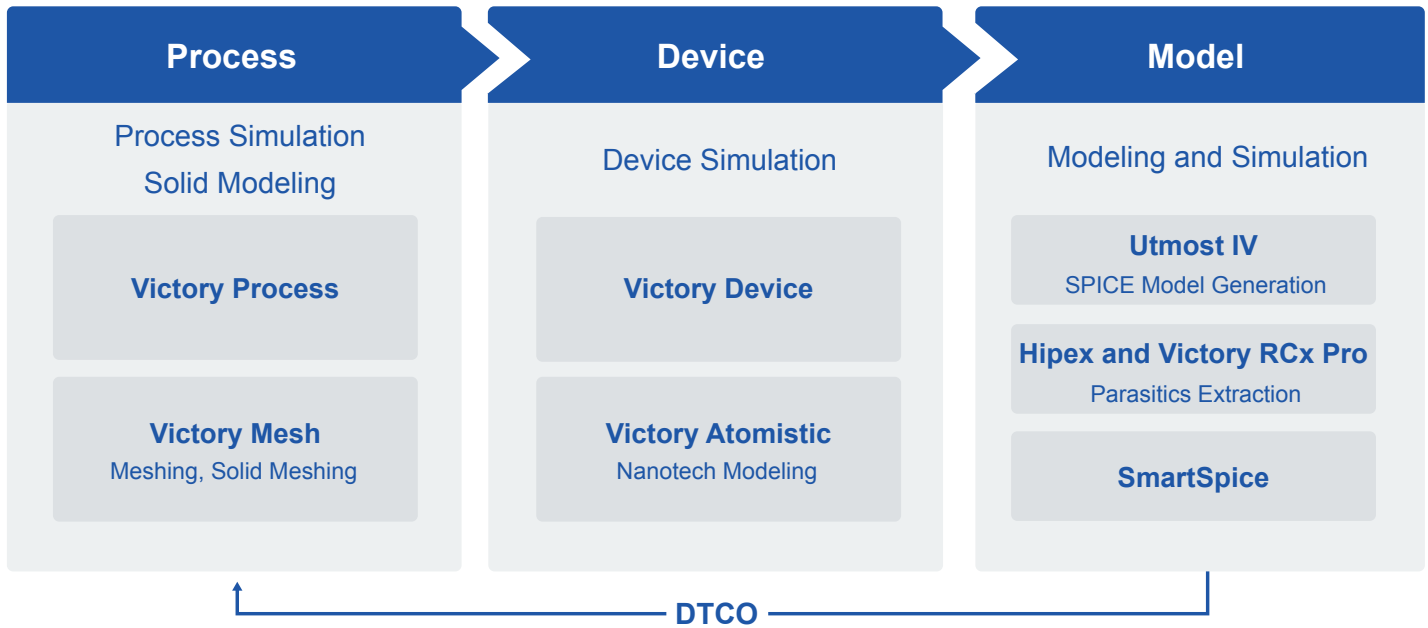 Process
Process Simulation
Solid Modeling
Victory Process
Victory Mesh
Meshing, Solid Meshing
Device
Device Simulation
Victory Device
Victory Atomistic
Nanotech Modeling
Model
Modeling and Simulation
Utmost IV
SPICE Model Generation
Hipex and Victory RCx Pro
Parasitics Extraction
SmartSpice
DTCO